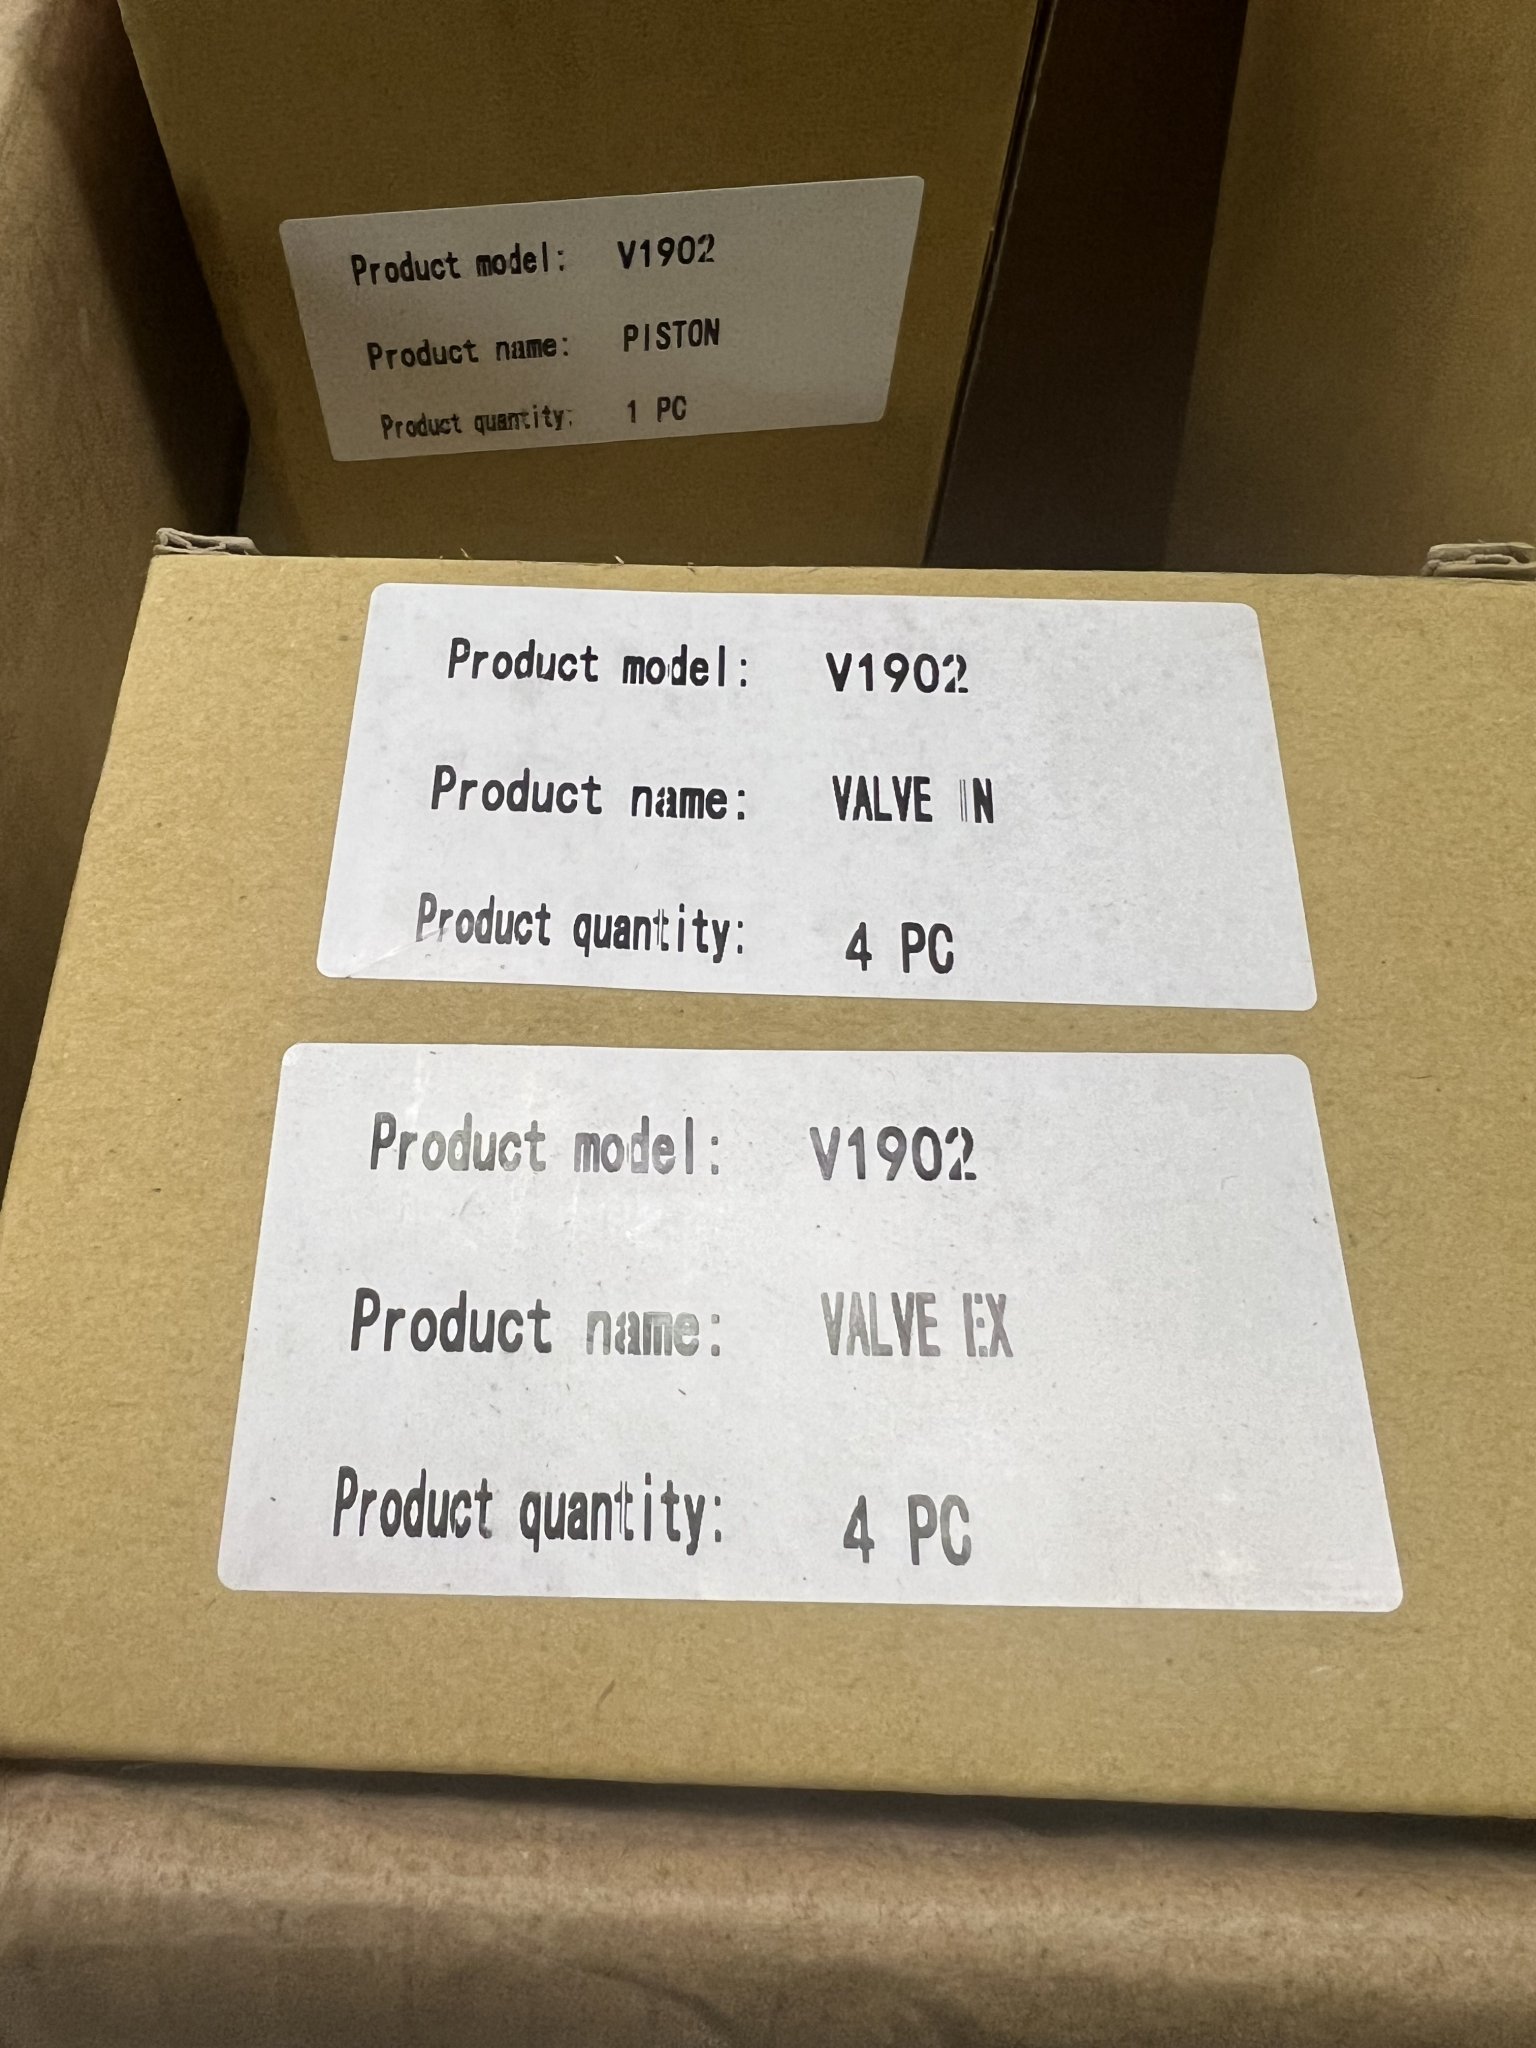 Product model: V1902
Product name: PISTON
Product quantity: 1 PC
Product model: V1902
Product name: VALVE IN
Product quantity: 4 PC
Product model: V1902
Product name: VALVE EX
Product quantity: 4 PC